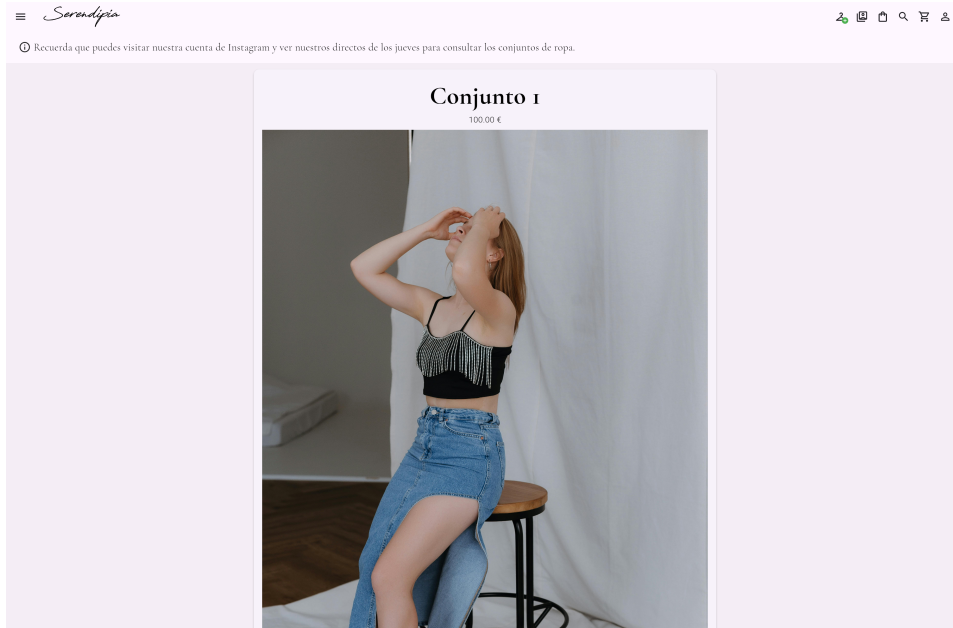 Serendipia
Recuerda que puedes visitar nuestra cuenta de Instagram y ver nuestros directos de los jueves para consultar los conjuntos de ropa.
Conjunto 1
100.00 €